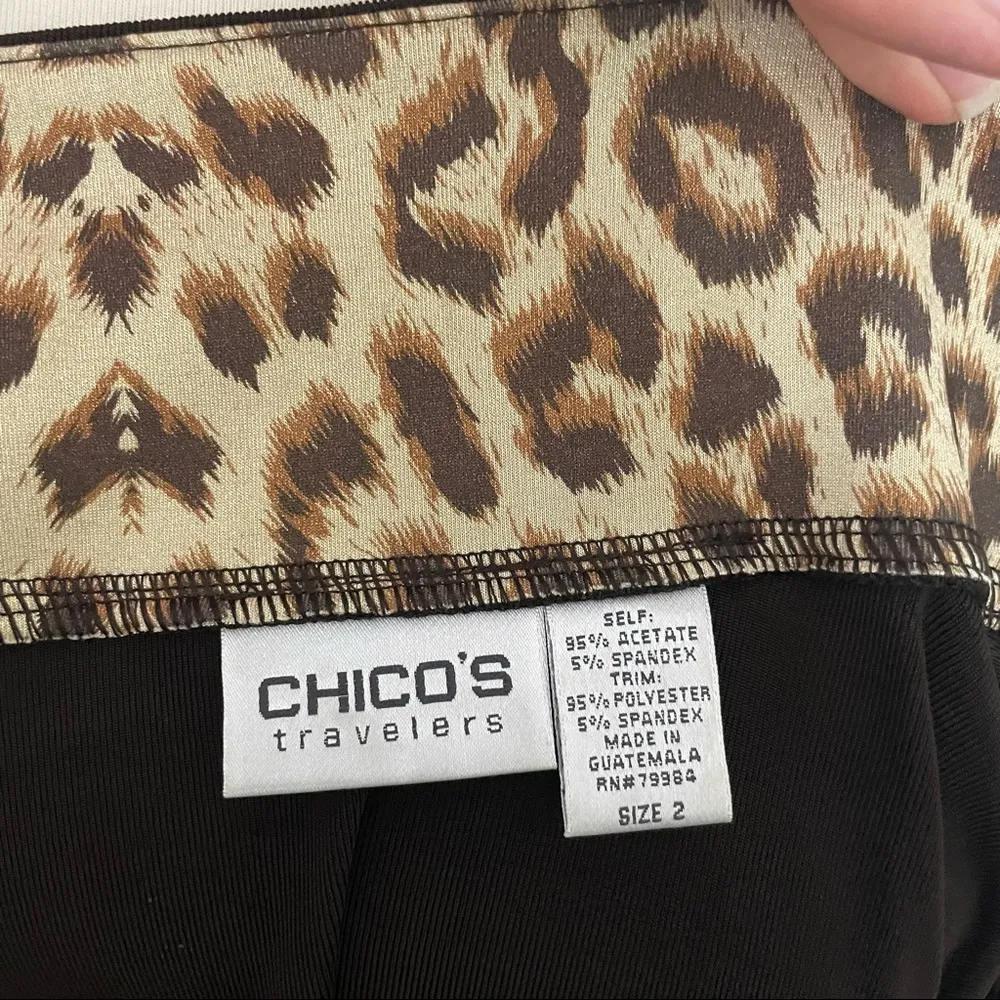 CHICO'S
travelers
SELF:
95% ACETATE
5% SPANDEX
TRIM:
95% POLYESTER
5% SPANDEX
MADE IN
GUATEMALA
RN#79984
SIZE 2